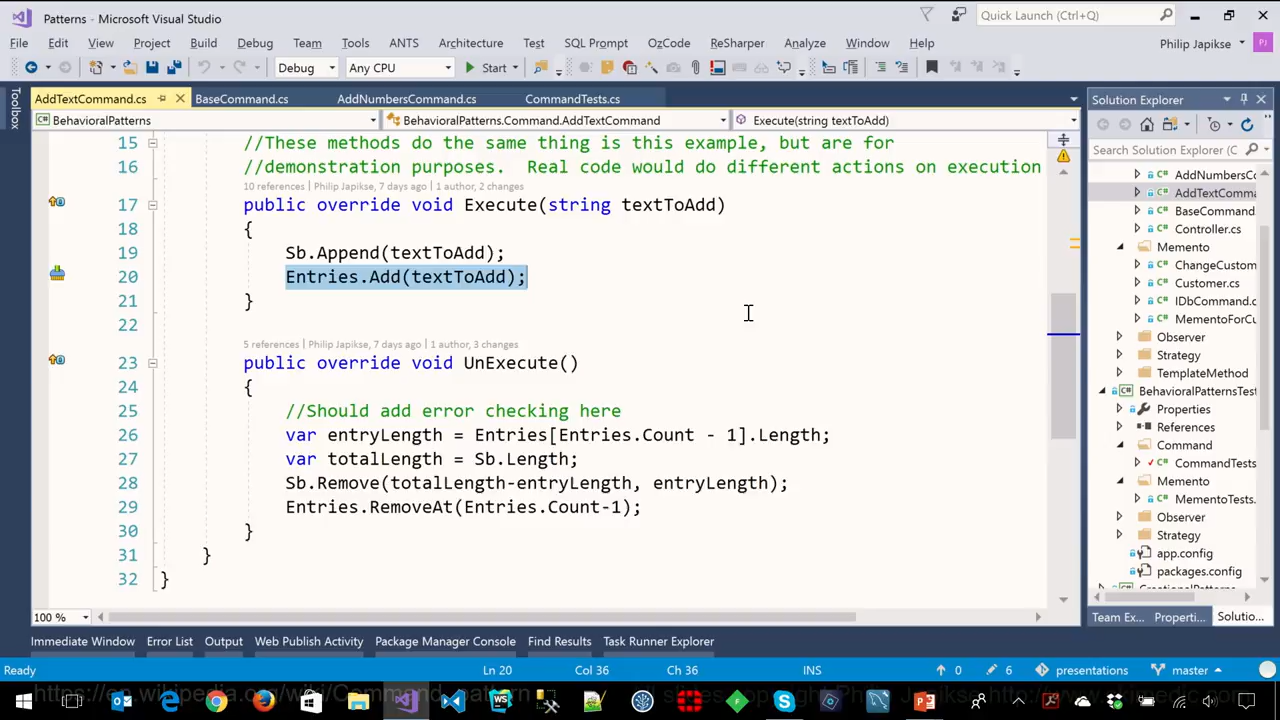 Patterns - Microsoft Visual Studio
Quick Launch (Ctrl+Q)
File Edit View Project Build Debug Team Tools ANTS Architecture Test SQL Prompt OzCode ReSharper Analyze Window Help
Philip Japikse PJ
Debug Any CPU Start
Toolbox
AddTextCommand.cs BaseCommand.cs AddNumbersCommand.cs CommandTests.cs
BehavioralPatterns BehavioralPatterns.Command.AddTextCommand Execute(string textToAdd)
15 //These methods do the same thing is this example, but are for
16 //demonstration purposes.  Real code would do different actions on execution
10 references | Philip Japikse, 7 days ago | 1 author, 2 changes
17 public override void Execute(string textToAdd)
18 {
19 Sb.Append(textToAdd);
20 Entries.Add(textToAdd);
21 }
22
5 references | Philip Japikse, 7 days ago | 1 author, 3 changes
23 public override void UnExecute()
24 {
25 //Should add error checking here
26 var entryLength = Entries[Entries.Count - 1].Length;
27 var totalLength = Sb.Length;
28 Sb.Remove(totalLength-entryLength, entryLength);
29 Entries.RemoveAt(Entries.Count-1);
30 }
31 }
32 }
100 %
Solution Explorer
Search Solution Explorer (C
C# AddNumbersCo
C# AddTextComma
C# BaseCommand.
C# Controller.cs
Memento
C# ChangeCustom
C# Customer.cs
C# IDbCommand.c
C# MementoForCu
Observer
Strategy
TemplateMethod
BehavioralPatternsTest
Properties
References
Command
C# CommandTests
Memento
C# MementoTests.
Observer
Strategy
app.config
packages.config
CreationalPatterns
Team Ex... Properti... Solutio...
Immediate Window Error List Output Web Publish Activity Package Manager Console Find Results Task Runner Explorer
Ready Ln 20 Col 36 Ch 36 INS 0 6 presentations master